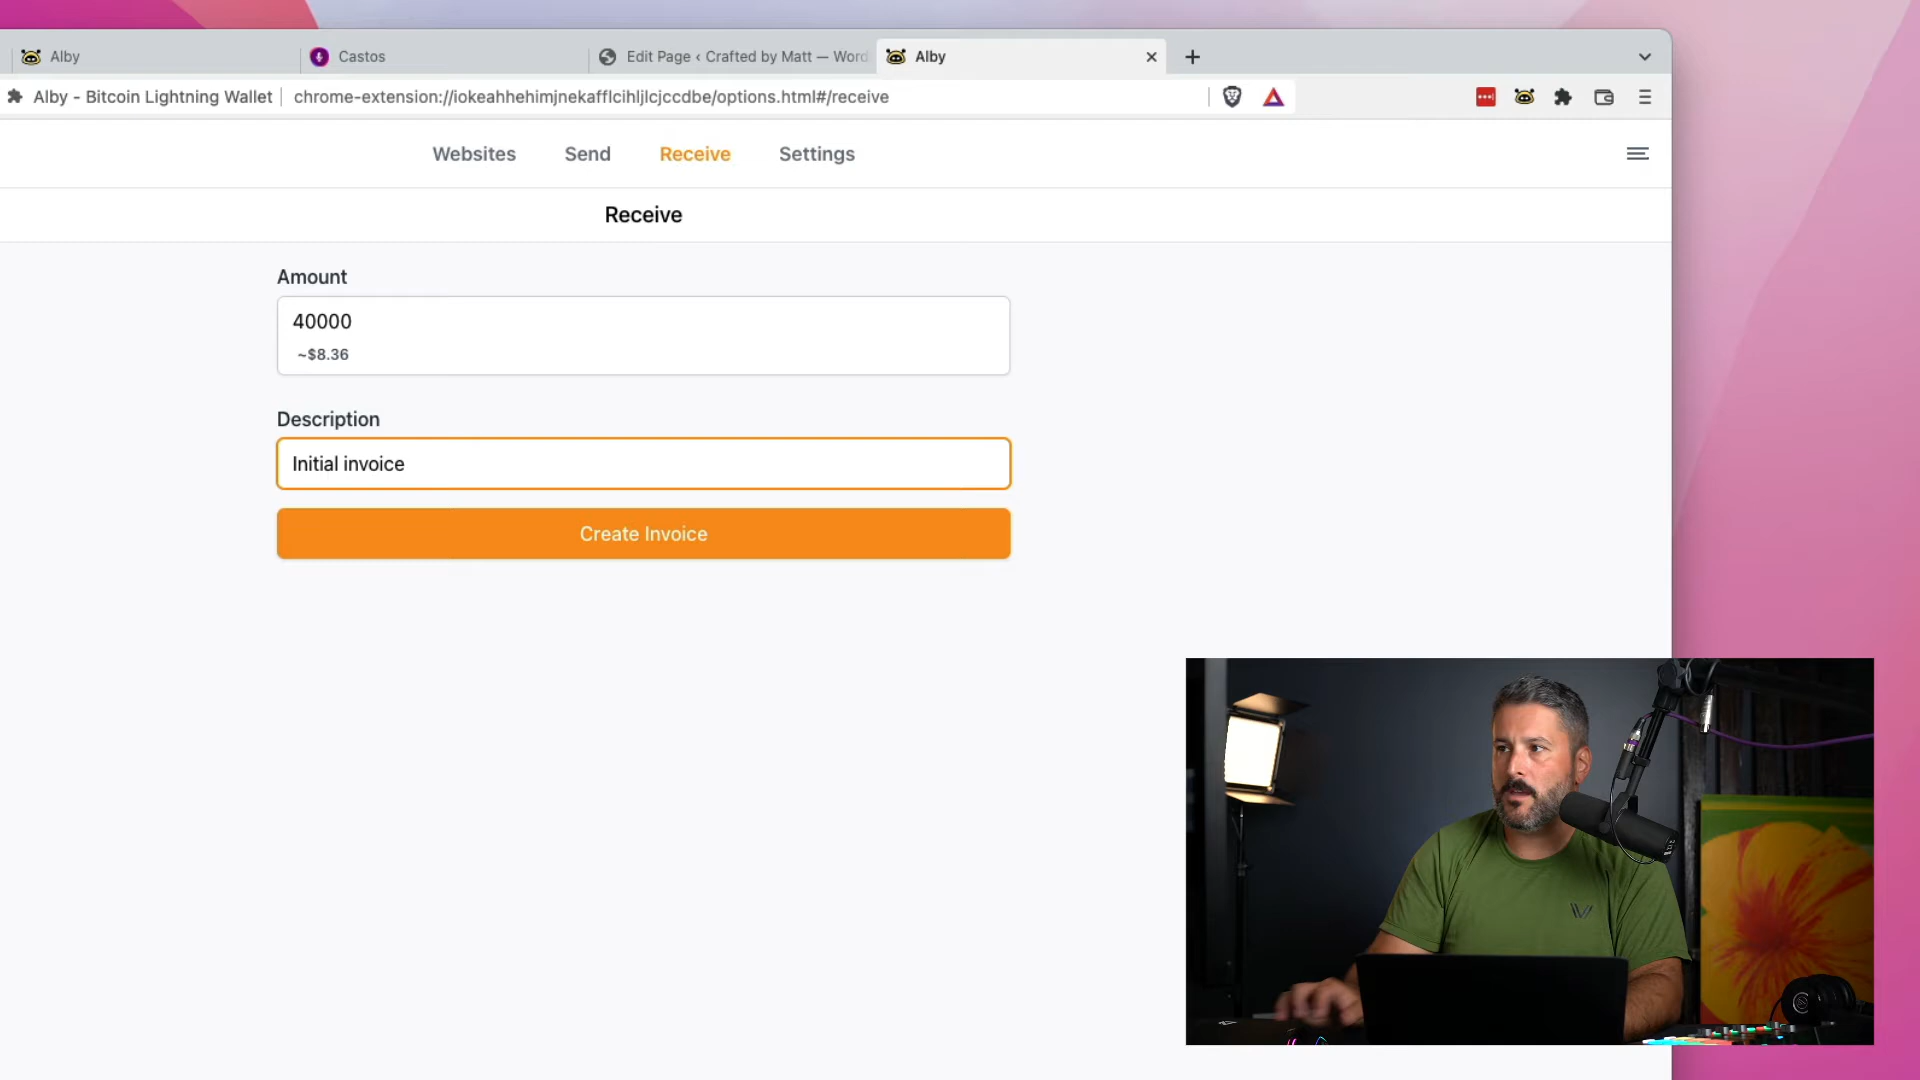 Alby
Castos
Edit Page ‹ Crafted by Matt — Word
Alby
Alby - Bitcoin Lightning Wallet
chrome-extension://iokeahhehimjnekafflcihljlcjccdbe/options.html#/receive
Websites
Send
Receive
Settings
Receive
Amount
40000
~$8.36
Description
Initial invoice
Create Invoice